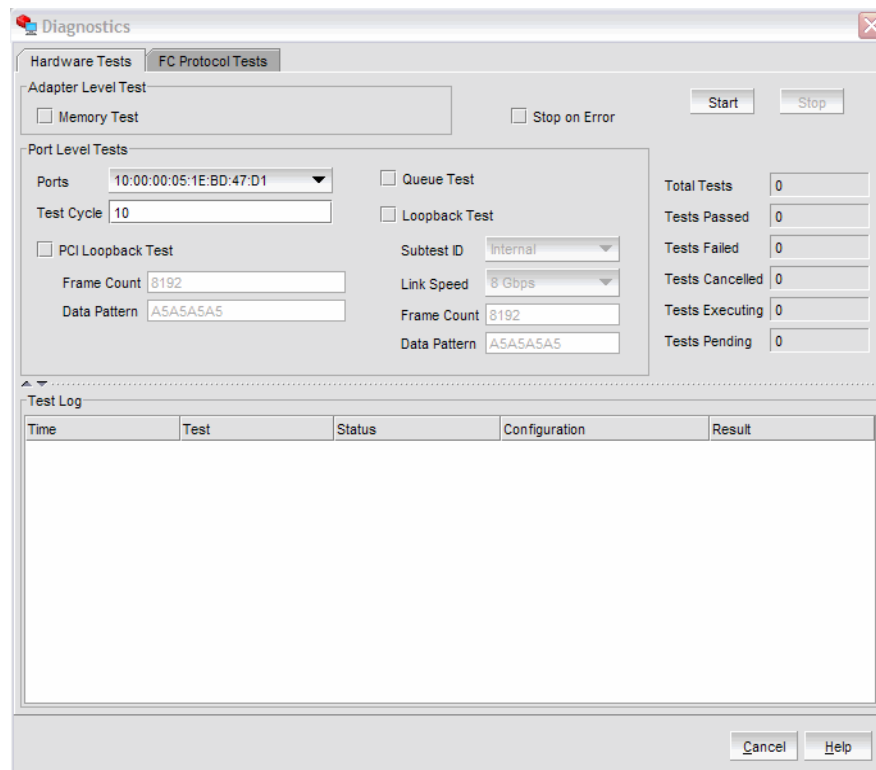 Diagnostics
Hardware Tests FC Protocol Tests
Adapter Level Test
Memory Test
Stop on Error
Start Stop
Port Level Tests
Ports 10:00:00:05:1E:BD:47:D1
Test Cycle 10
PCI Loopback Test
Frame Count 8192
Data Pattern A5A5A5A5
Queue Test
Loopback Test
Subtest ID Internal
Link Speed 8 Gbps
Frame Count 8192
Data Pattern A5A5A5A5
Total Tests 0
Tests Passed 0
Tests Failed 0
Tests Cancelled 0
Tests Executing 0
Tests Pending 0
Test Log
Time Test Status Configuration Result
Cancel Help